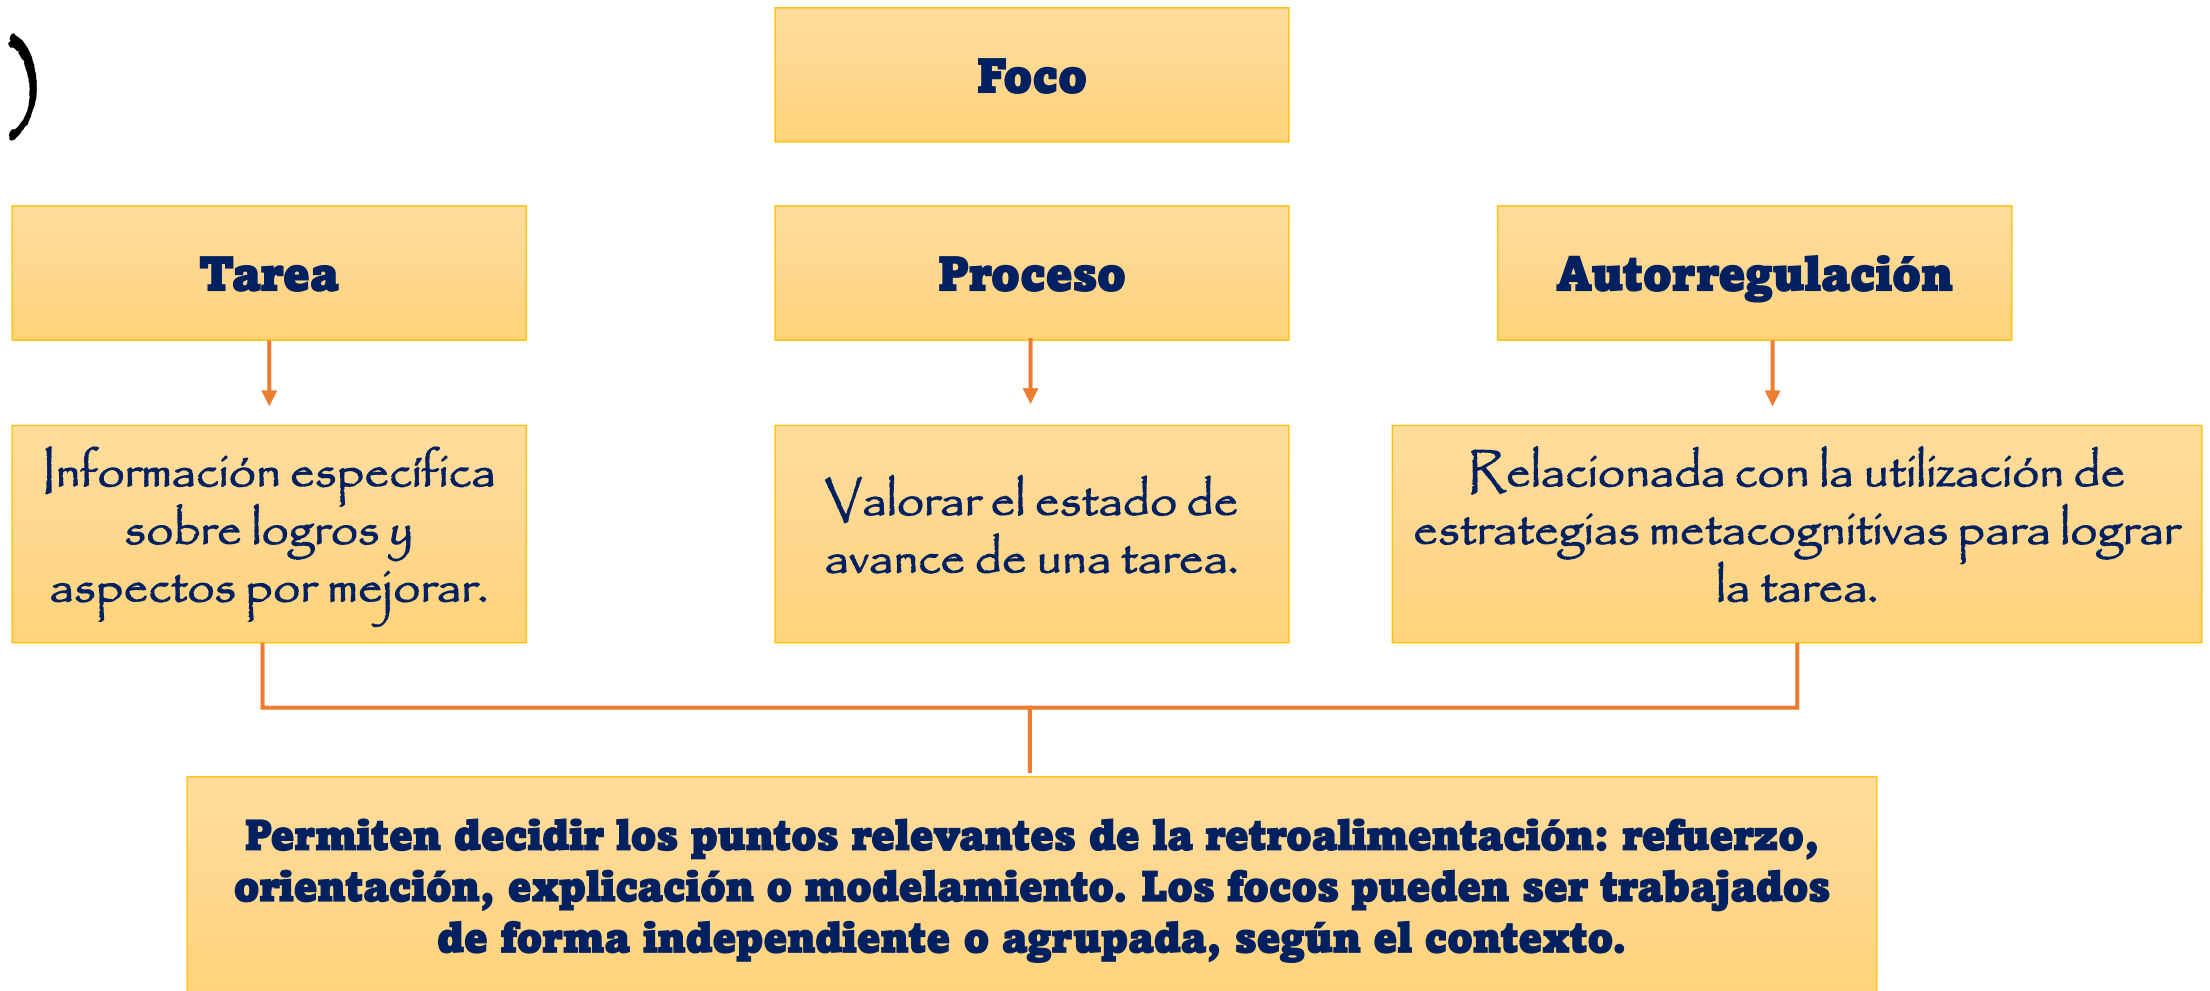 )
Foco
Tarea
Proceso
Autorregulación
Información específica
sobre logros y
aspectos por mejorar.
Valorar el estado de
avance de una tarea.
Relacionada con la utilización de
estrategias metacognitivas para lograr
la tarea.
Permiten decidir los puntos relevantes de la retroalimentación: refuerzo,
orientación, explicación o modelamiento. Los focos pueden ser trabajados
de forma independiente o agrupada, según el contexto.